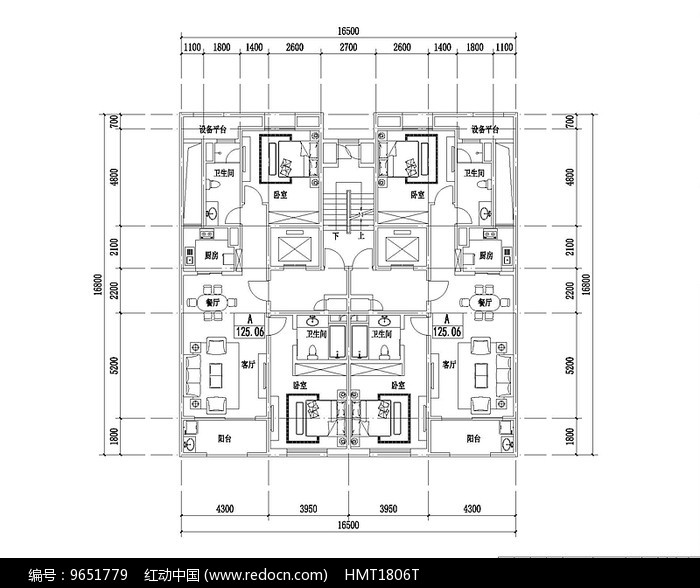 16500
1100 1800 1400 2600 2700 2600 1400 1800 1100
700 设备平台 设备平台 700
4800 卫生间 卧室 卧室 卫生间 4800
下 上
2100 厨房 厨房 2100
16800 16800
2200 餐厅 餐厅 2200
A A
125.06 125.06
卫生间 卫生间
5200 客厅 客厅 5200
卧室 卧室
1800 阳台 阳台 1800
4300 3950 3950 4300
16500
编号：9651779 红动中国 (www.redocn.com) HMT1806T